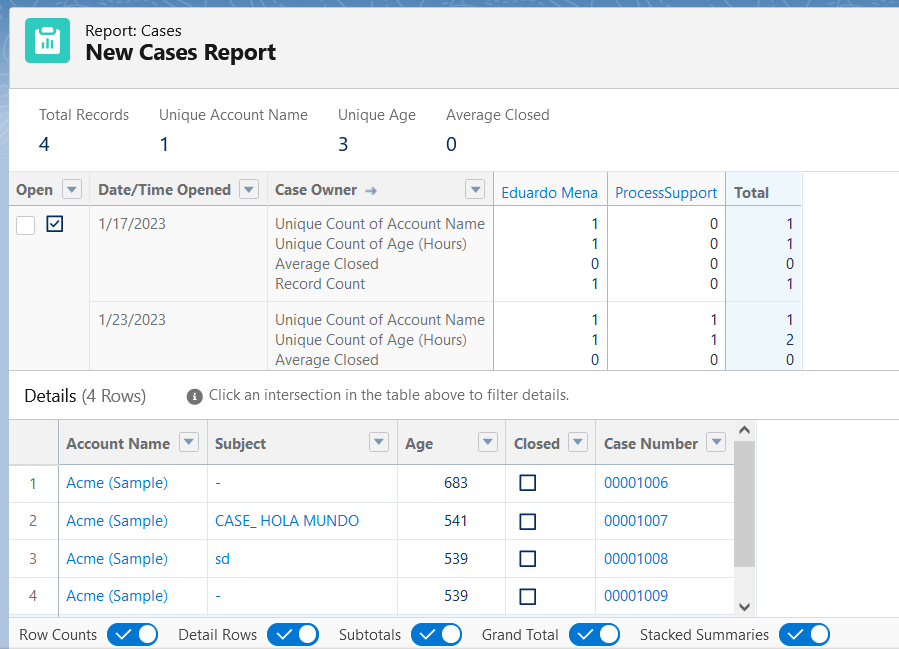 Report: Cases
New Cases Report
Total Records Unique Account Name Unique Age Average Closed
4 1 3 0
Open Date/Time Opened Case Owner → Eduardo Mena ProcessSupport Total
1/17/2023 Unique Count of Account Name 1 0 1
Unique Count of Age (Hours) 1 0 1
Average Closed 0 0 0
Record Count 1 0 1
1/23/2023 Unique Count of Account Name 1 1 1
Unique Count of Age (Hours) 1 1 2
Average Closed 0 0 0
Details (4 Rows) Click an intersection in the table above to filter details.
Account Name Subject Age Closed Case Number
1 Acme (Sample) - 683 00001006
2 Acme (Sample) CASE_ HOLA MUNDO 541 00001007
3 Acme (Sample) sd 539 00001008
4 Acme (Sample) - 539 00001009
Row Counts Detail Rows Subtotals Grand Total Stacked Summaries